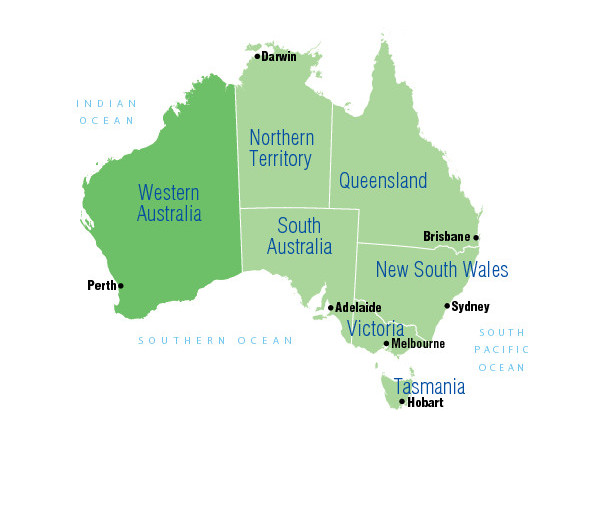 Darwin
INDIAN
OCEAN
Northern
Territory
Queensland
Western
Australia
South
Australia
Brisbane
New South Wales
Perth
Adelaide
Sydney
Victoria
Melbourne
SOUTHERN OCEAN
SOUTH
PACIFIC
OCEAN
Tasmania
Hobart